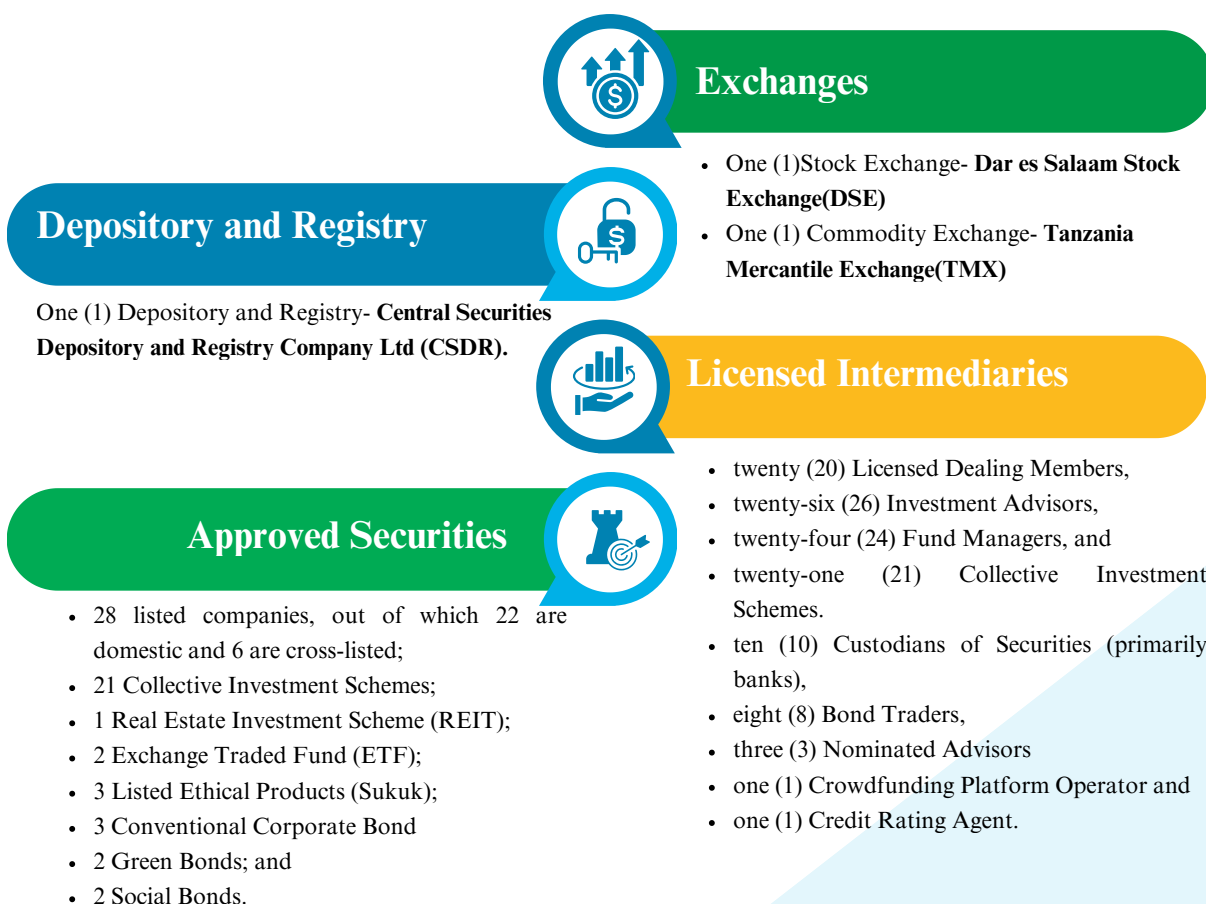 Exchanges
• One (1)Stock Exchange- Dar es Salaam Stock
Exchange(DSE)
• One (1) Commodity Exchange- Tanzania
Mercantile Exchange(TMX)
Depository and Registry
One (1) Depository and Registry- Central Securities
Depository and Registry Company Ltd (CSDR).
Licensed Intermediaries
• twenty (20) Licensed Dealing Members,
• twenty-six (26) Investment Advisors,
• twenty-four (24) Fund Managers, and
• twenty-one (21) Collective Investment
Schemes.
• ten (10) Custodians of Securities (primarily
banks),
• eight (8) Bond Traders,
• three (3) Nominated Advisors
• one (1) Crowdfunding Platform Operator and
• one (1) Credit Rating Agent.
Approved Securities
• 28 listed companies, out of which 22 are
domestic and 6 are cross-listed;
• 21 Collective Investment Schemes;
• 1 Real Estate Investment Scheme (REIT);
• 2 Exchange Traded Fund (ETF);
• 3 Listed Ethical Products (Sukuk);
• 3 Conventional Corporate Bond
• 2 Green Bonds; and
• 2 Social Bonds.